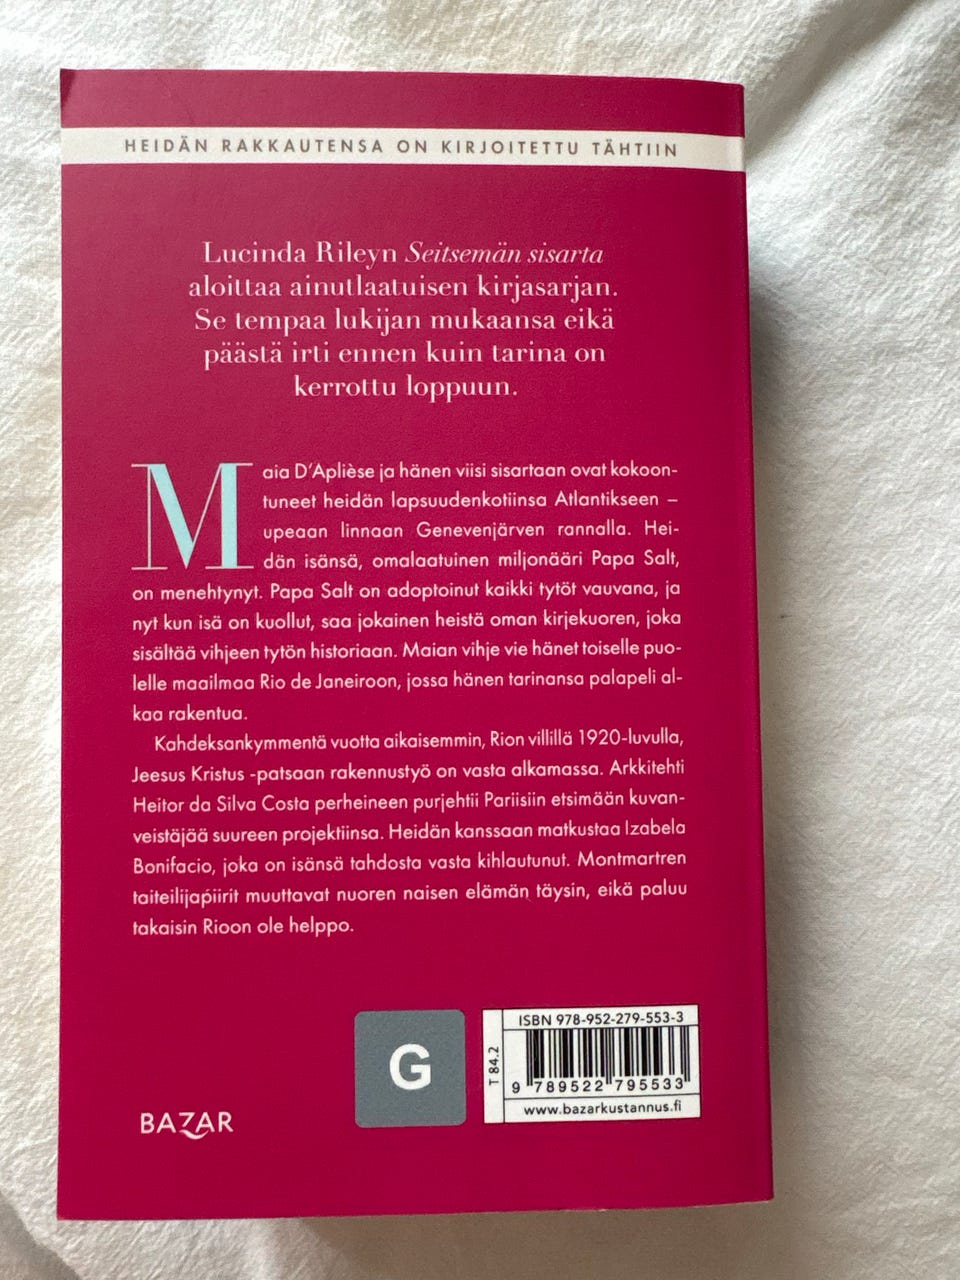 HEIDÄN RAKKAUTENSA ON KIRJOITETTU TÄHTIIN
Lucinda Rileyn Seitsemän sisarta
aloittaa ainutlaatuisen kirjasarjan.
Se tempaa lukijan mukaansa eikä
päästä irti ennen kuin tarina on
kerrottu loppuun.
Maia D'Aplièse ja hänen viisi sisartaan ovat kokoon-
tuneet heidän lapsuudenkotiinsa Atlantikseen –
upeaan linnaan Genevenjärven rannalla. Hei-
dän isänsä, omalaatuinen miljonääri Papa Salt,
on menehtynyt. Papa Salt on adoptoinut kaikki tytöt vauvana, ja
nyt kun isä on kuollut, saa jokainen heistä oman kirjekuoren, joka
sisältää vihjeen tytön historiaan. Maian vihje vie hänet toiselle puo-
lelle maailmaa Rio de Janeiroon, jossa hänen tarinansa palapeli al-
kaa rakentua.
Kahdeksankymmentä vuotta aikaisemmin, Rion villillä 1920-luvulla,
Jeesus Kristus -patsaan rakennustyö on vasta alkamassa. Arkkitehti
Heitor da Silva Costa perheineen purjehtii Pariisiin etsimään kuvan-
veistäjää suureen projektiinsa. Heidän kanssaan matkustaa Izabela
Bonifacio, joka on isänsä tahdosta vasta kihlautunut. Montmartren
taiteilijapiirit muuttavat nuoren naisen elämän täysin, eikä paluu
takaisin Rioon ole helppo.
BAZAR
G
T 84.2
ISBN 978-952-279-553-3
9 789522 795533
www.bazarkustannus.fi